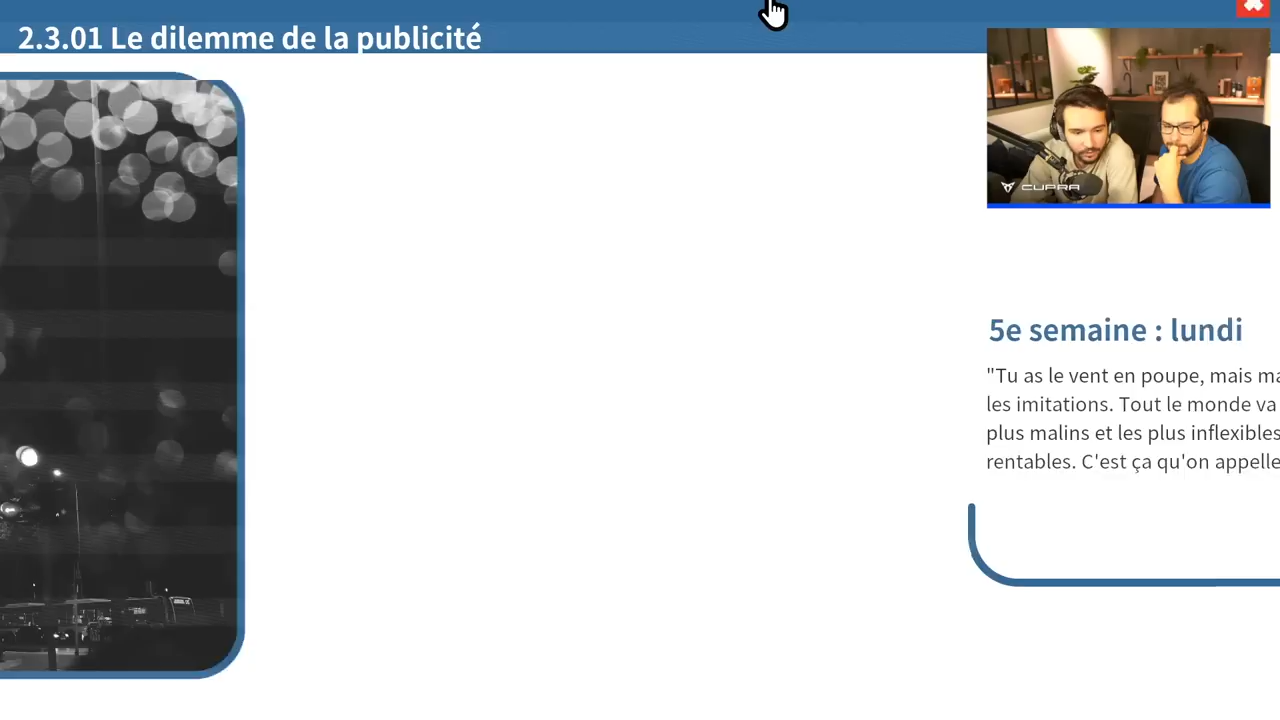 2.3.01 Le dilemme de la publicité
CUPRA
5e semaine : lundi
"Tu as le vent en poupe, mais ma
les imitations. Tout le monde va
plus malins et les plus inflexibles
rentables. C'est ça qu'on appelle